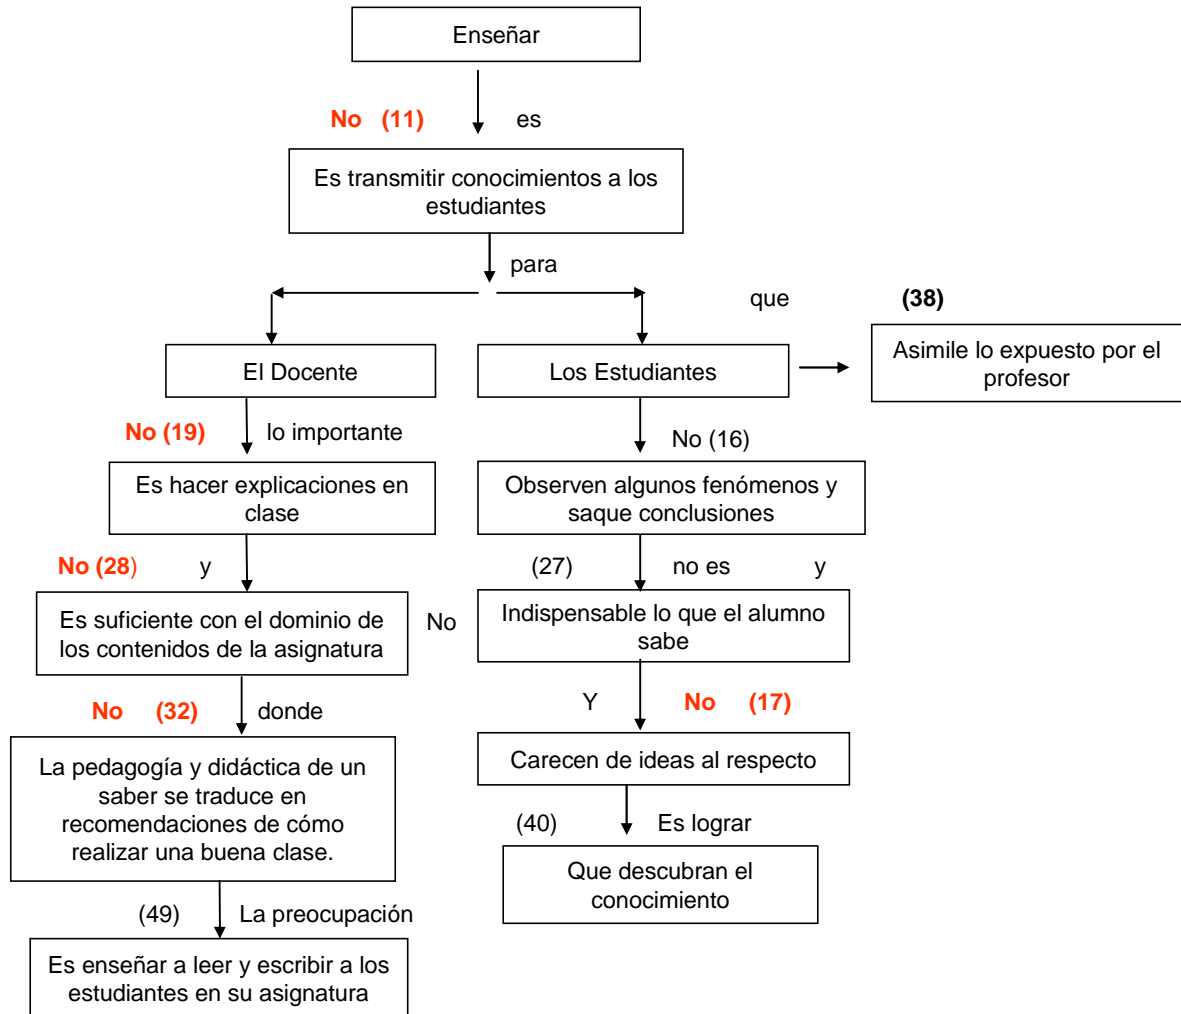 Enseñar
No (11) es
Es transmitir conocimientos a los
estudiantes
para
que (38)
El Docente
Los Estudiantes
Asimile lo expuesto por el
profesor
No (19) lo importante
No (16)
Es hacer explicaciones en
clase
Observen algunos fenómenos y
saque conclusiones
No (28) y
(27) no es y
Es suficiente con el dominio de
los contenidos de la asignatura
No
Indispensable lo que el alumno
sabe
No (32) donde
Y No (17)
La pedagogía y didáctica de un
saber se traduce en
recomendaciones de cómo
realizar una buena clase.
Carecen de ideas al respecto
(40) Es lograr
Que descubran el
conocimiento
(49) La preocupación
Es enseñar a leer y escribir a los
estudiantes en su asignatura